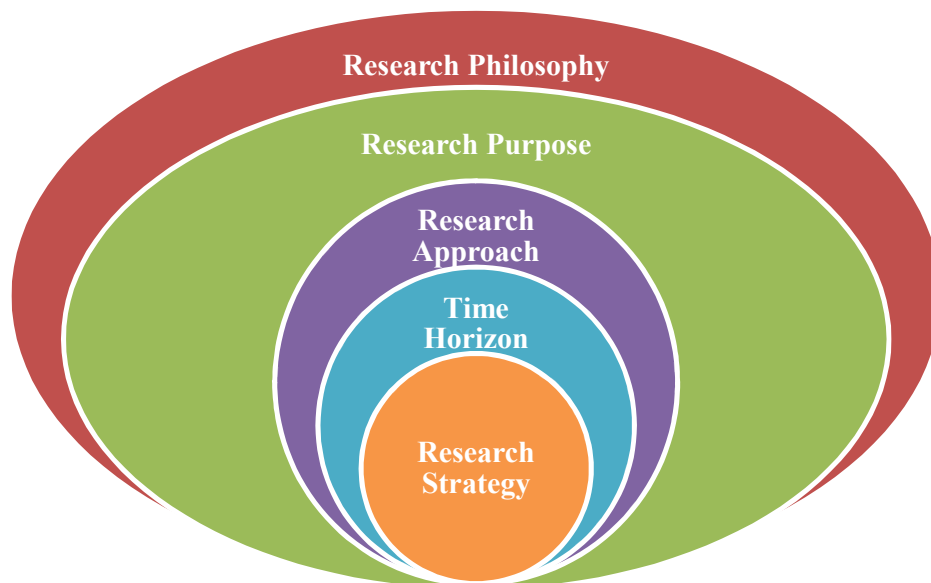 Research Philosophy
Research Purpose
Research
Approach
Time
Horizon
Research
Strategy